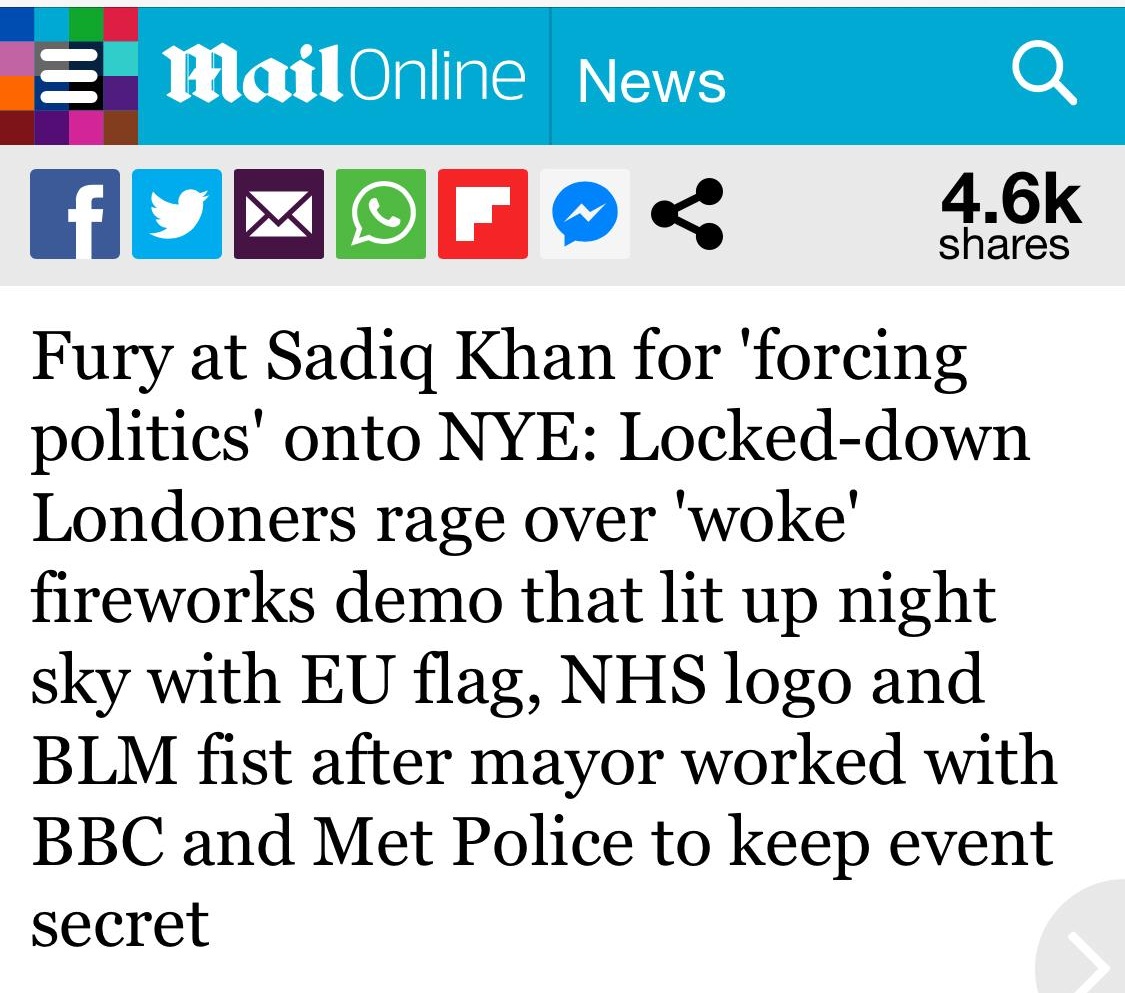 Mail Online News
4.6k
shares
Fury at Sadiq Khan for 'forcing
politics' onto NYE: Locked-down
Londoners rage over 'woke'
fireworks demo that lit up night
sky with EU flag, NHS logo and
BLM fist after mayor worked with
BBC and Met Police to keep event
secret